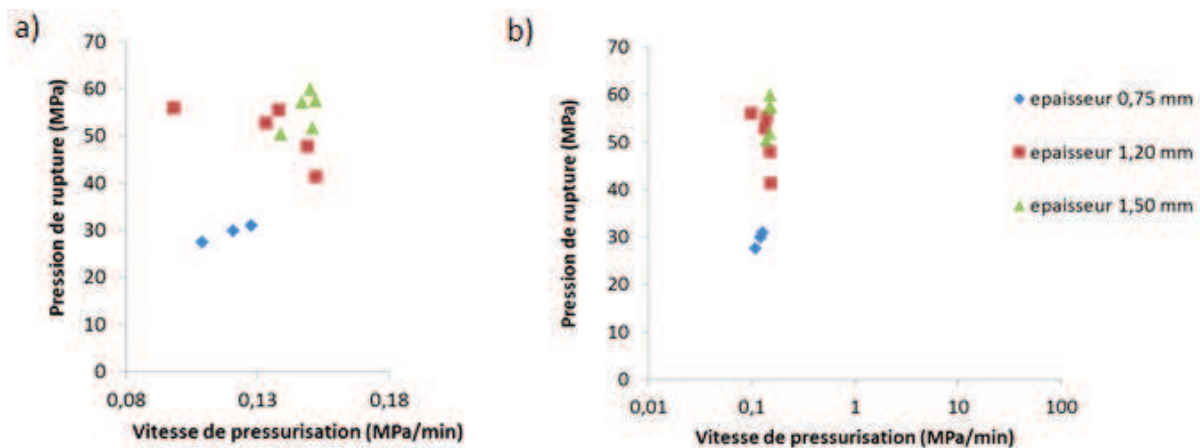 a)
Pression de rupture (MPa)
70
60
50
40
30
20
10
0
0,08
0,13
0,18
Vitesse de pressurisation (MPa/min)
b)
Pression de rupture (MPa)
70
60
50
40
30
20
10
0
0,01
0,1
1
10
100
Vitesse de pressurisation (MPa/min)
epaisseur 0,75 mm
epaisseur 1,20 mm
epaisseur 1,50 mm